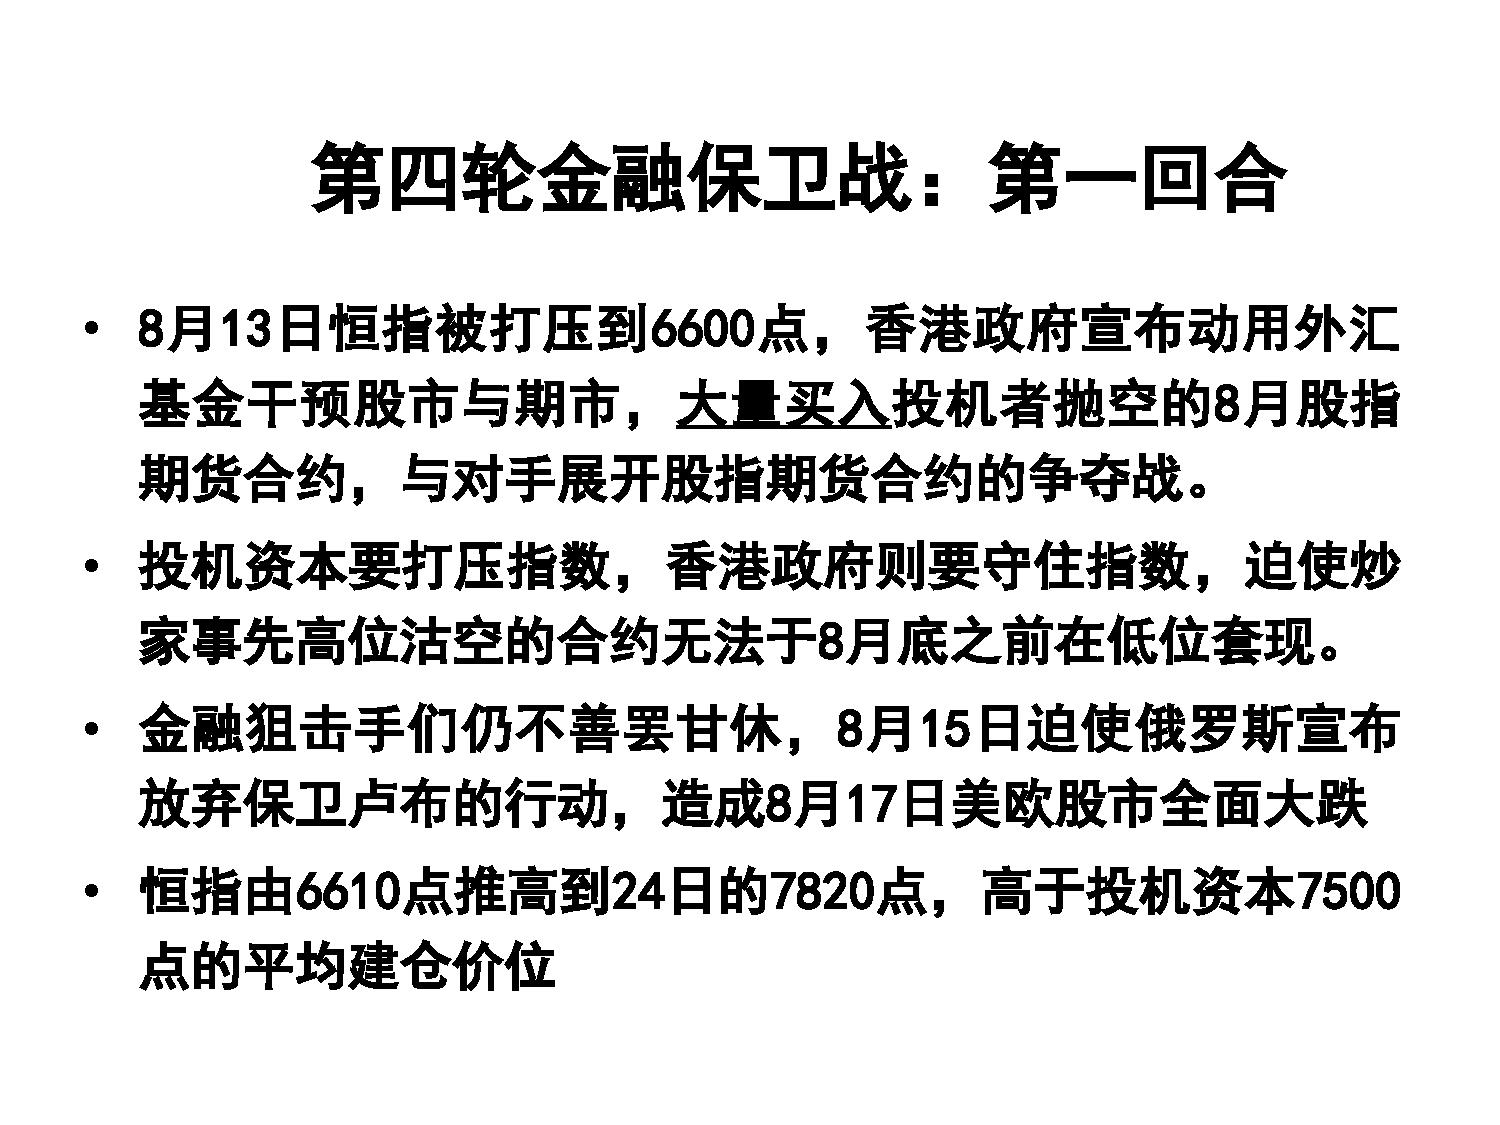 第四轮金融保卫战：第一回合
• 8月13日恒指被打压到6600点，香港政府宣布动用外汇
基金干预股市与期市，大量买入投机者抛空的8月股指
期货合约，与对手展开股指期货合约的争夺战。
• 投机资本要打压指数，香港政府则要守住指数，迫使炒
家事先高位沽空的合约无法于8月底之前在低位套现。
• 金融狙击手们仍不善罢甘休，8月15日迫使俄罗斯宣布
放弃保卫卢布的行动，造成8月17日美欧股市全面大跌
• 恒指由6610点推高到24日的7820点，高于投机资本7500
点的平均建仓价位